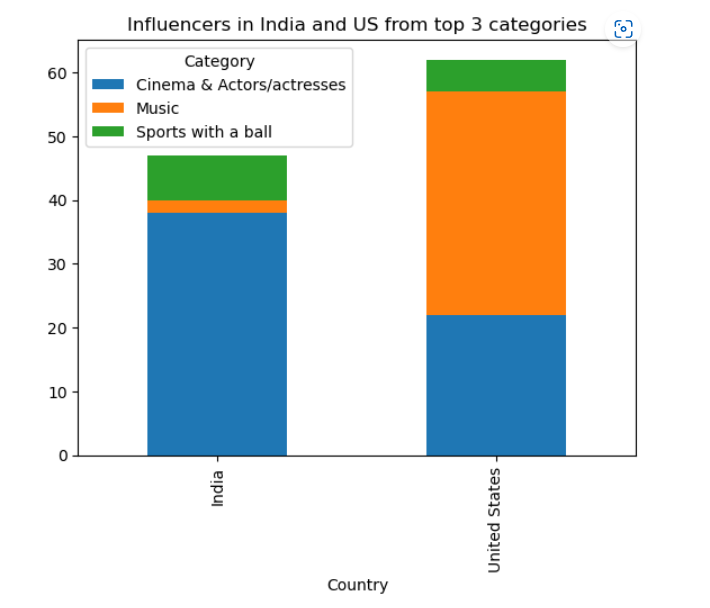 Influencers in India and US from top 3 categories
Category
Cinema & Actors/actresses
Music
Sports with a ball
60
50
40
30
20
10
0
India
United States
Country